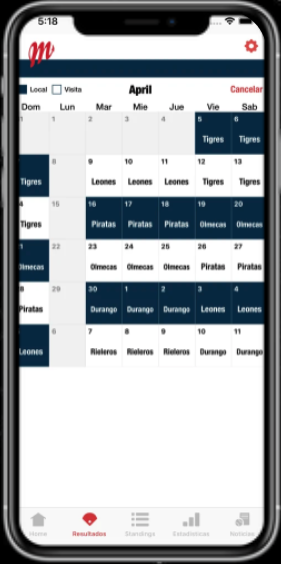 5:18
m
Local Visita April Cancelar
Dom Lun Mar Mie Jue Vie Sab
1 2 3 4 5 6
Tigres Tigres
8 9 10 11 12 13
Tigres Leones Leones Leones Tigres Tigres
4 15 16 17 18 19 20
Tigres Piratas Piratas Piratas Olmecas Olmecas
22 23 24 25 26 27
Olmecas Olmecas Olmecas Olmecas Piratas Piratas
8 29 30 1 2 3 4
Piratas Durango Durango Durango Leones Leones
6 7 8 9 10 11
Leones Rieleros Rieleros Rieleros Durango Durango
Home Resultados Standings Estadísticas Noticias